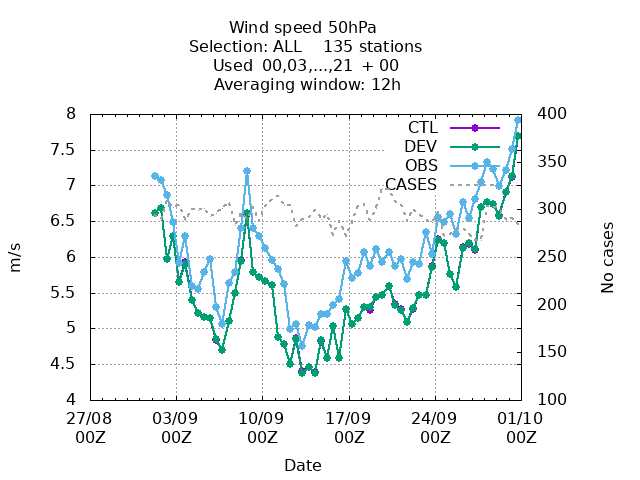 Wind speed 50hPa
Selection: ALL    135 stations
Used  00,03,...,21  + 00
Averaging window: 12h
8
7.5
7
6.5
6
5.5
5
4.5
4
m/s
400
350
300
250
200
150
100
No cases
CTL
DEV
OBS
CASES
27/08 03/09 10/09 17/09 24/09 01/10
00Z 00Z 00Z 00Z 00Z 00Z
Date